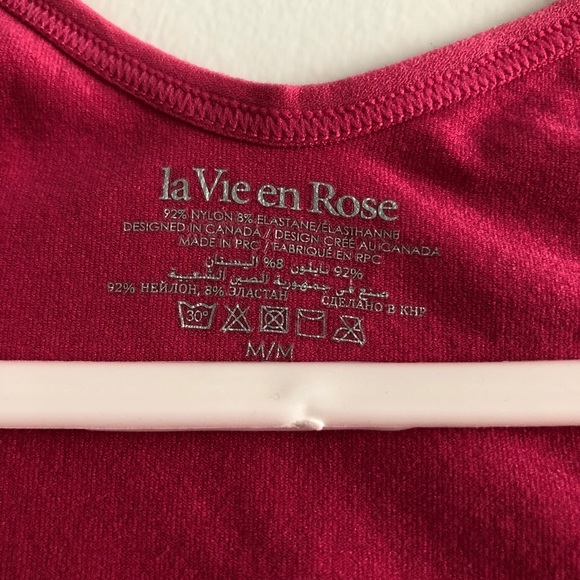 la Vie en Rose
92% NYLON 8% ELASTANE/ÉLASTHANNE
DESIGNED IN CANADA / DESIGN CRÉÉ AU CANADA
MADE IN PRC / FABRIQUÉ EN RPC
92% نايلون 8% اليستان
صنع في جمهورية الصين الشعبية
92% НЕЙЛОН, 8% ЭЛАСТАН СДЕЛАНО В КНР
30°
M/M